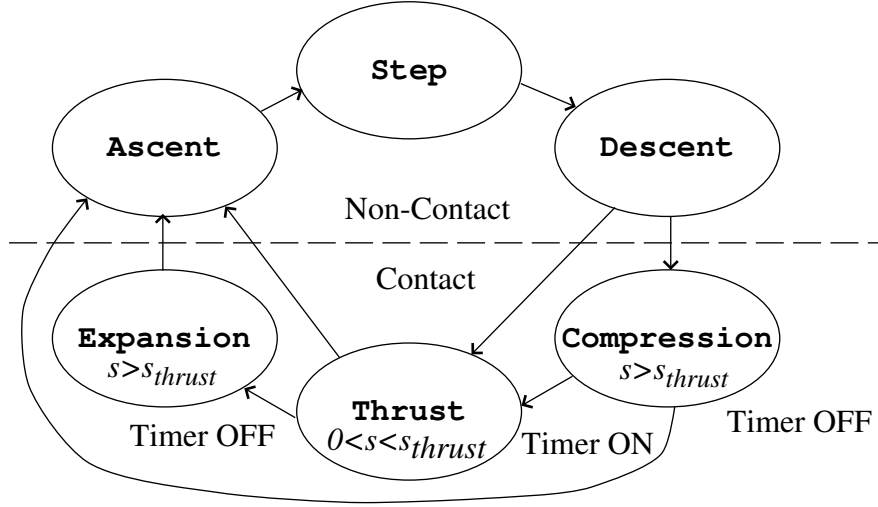 Step
Ascent
Descent
Non-Contact
Contact
Expansion
s>s_thrust
Compression
s>s_thrust
Thrust
0<s<s_thrust
Timer OFF
Timer ON
Timer OFF